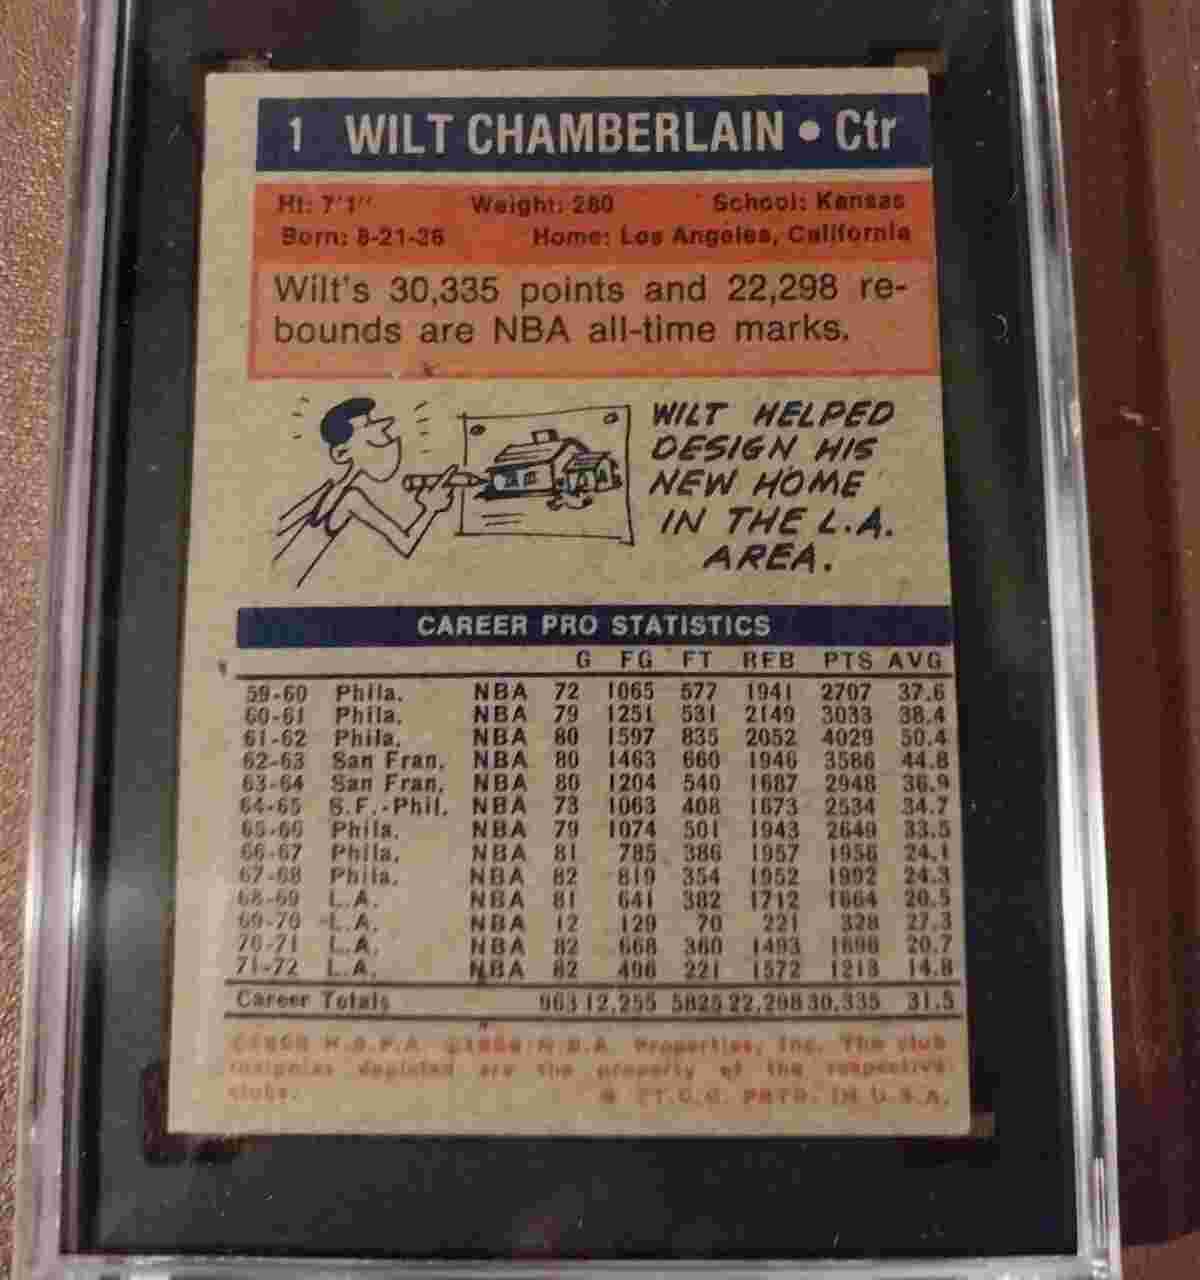 1 WILT CHAMBERLAIN • Ctr
Ht: 7'1" Weight: 280 School: Kansas
Born: 8-21-36 Home: Los Angeles, California
Wilt's 30,335 points and 22,298 re-
bounds are NBA all-time marks.
WILT HELPED
DESIGN HIS
NEW HOME
IN THE L.A.
AREA.
CAREER PRO STATISTICS
G FG FT REB PTS AVG
59-60 Phila. NBA 72 1065 577 1941 2707 37.6
60-61 Phila. NBA 79 1251 531 2149 3033 38.4
61-62 Phila. NBA 80 1597 835 2052 4029 50.4
62-63 San Fran. NBA 80 1463 660 1946 3586 44.8
63-64 San Fran. NBA 80 1204 540 1687 2948 36.9
64-65 S.F.-Phil. NBA 73 1063 408 1673 2534 34.7
65-66 Phila. NBA 79 1074 501 1943 2649 33.5
66-67 Phila. NBA 81 785 386 1957 1956 24.1
67-68 Phila. NBA 82 819 354 1952 1992 24.3
68-69 L.A. NBA 81 641 382 1712 1664 20.5
69-70 L.A. NBA 12 129 70 221 328 27.3
70-71 L.A. NBA 82 668 360 1493 1696 20.7
71-72 L.A. NBA 82 496 221 1572 1213 14.8
Career Totals 963 12,255 5825 22,298 30,335 31.5
N.B.A. Properties, Inc. The club
insignias depicted are the property of the respective
clubs. T.C.G. PRTD. IN U.S.A.